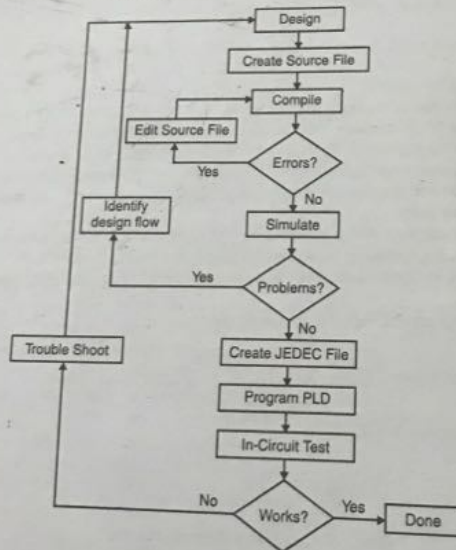 Design
Create Source File
Compile
Edit Source File
Errors?
Yes
No
Identify
design flow
Simulate
Yes
Problems?
No
Trouble Shoot
Create JEDEC File
Program PLD
In-Circuit Test
No
Works?
Yes
Done